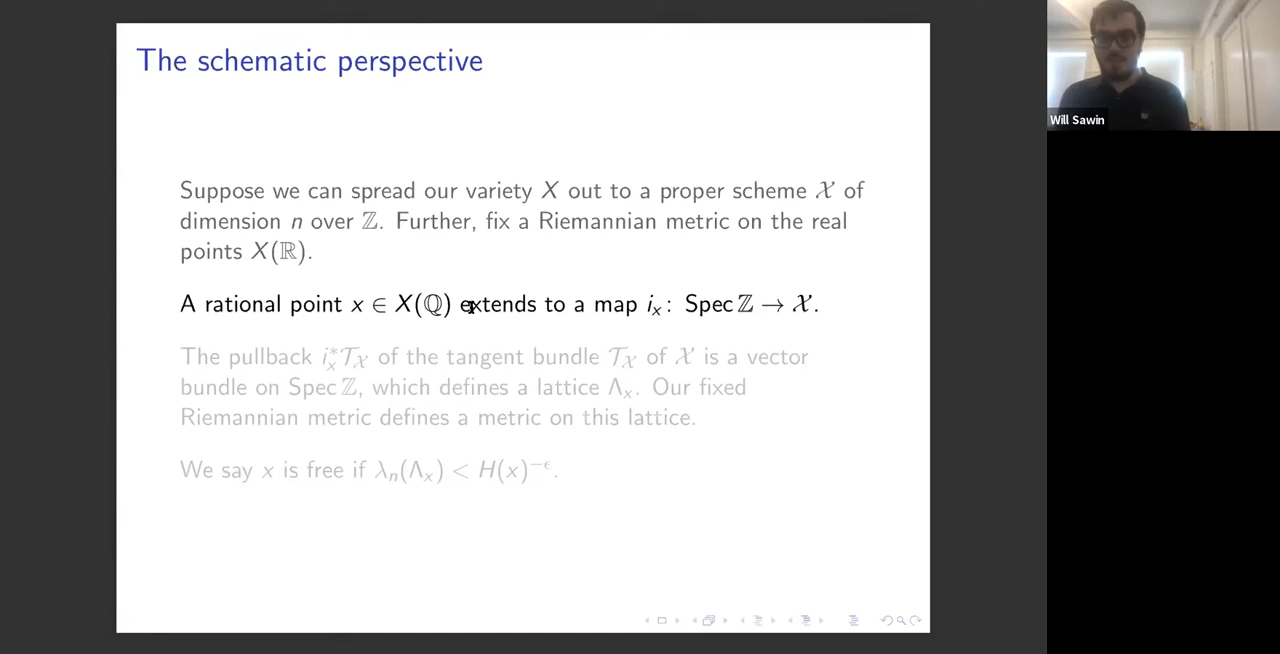 The schematic perspective
Suppose we can spread our variety X out to a proper scheme 𝒳 of
dimension n over ℤ. Further, fix a Riemannian metric on the real
points X(ℝ).
A rational point x ∈ X(ℚ) extends to a map iₓ: Spec ℤ → 𝒳.
The pullback iₓ*𝒯_𝒳 of the tangent bundle 𝒯_𝒳 of 𝒳 is a vector
bundle on Spec ℤ, which defines a lattice Λₓ. Our fixed
Riemannian metric defines a metric on this lattice.
We say x is free if λₙ(Λₓ) < H(x)^{-ϵ}.
Will Sawin